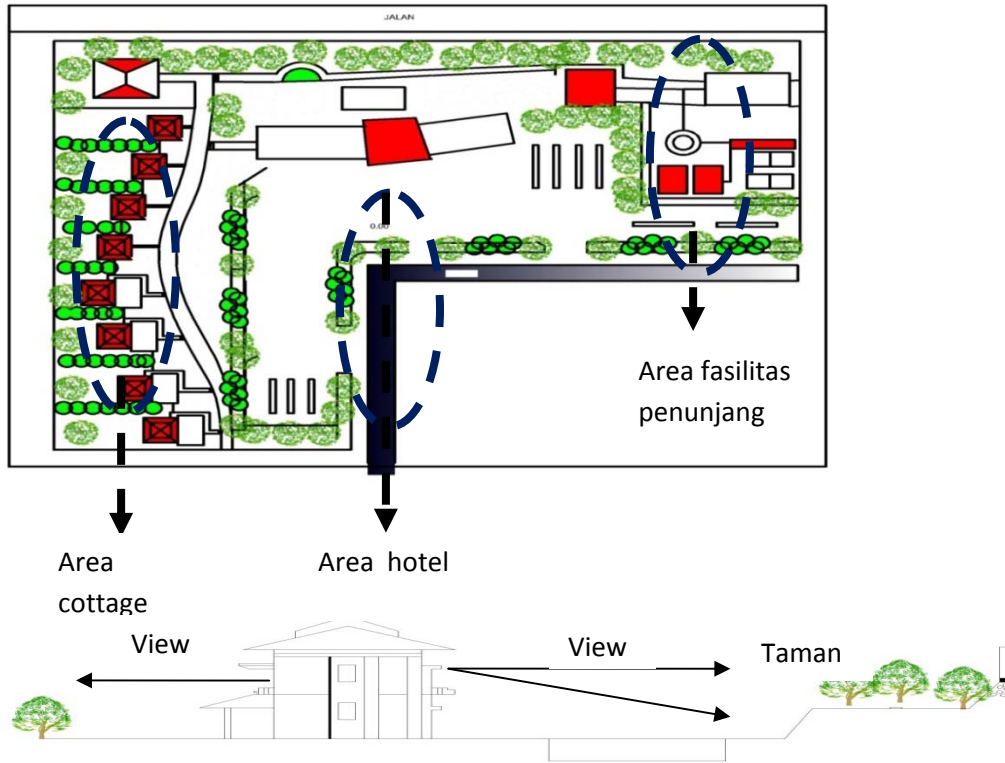 JALAN
0.00
Area fasilitas
penunjang
Area
cottage
Area hotel
View
View
Taman